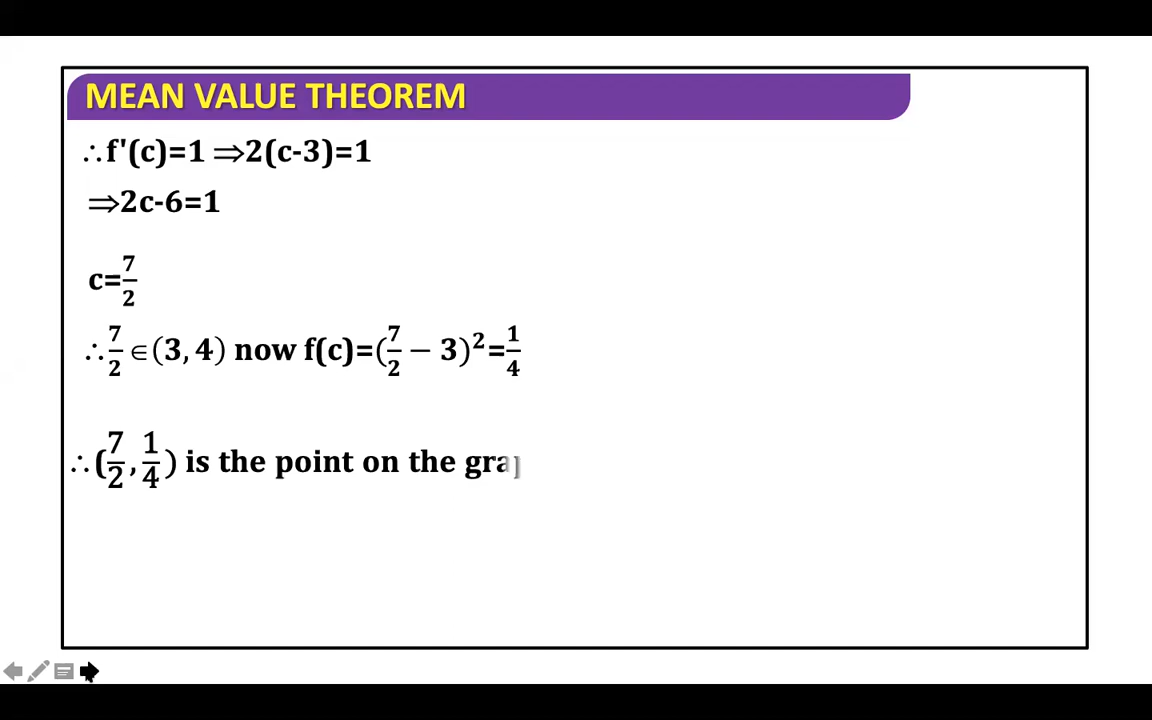 MEAN VALUE THEOREM
∴f'(c)=1 ⇒2(c-3)=1
⇒2c-6=1
c=7/2
∴7/2 ∈(3, 4) now f(c)=(7/2 − 3)²=1/4
∴(7/2, 1/4) is the point on the